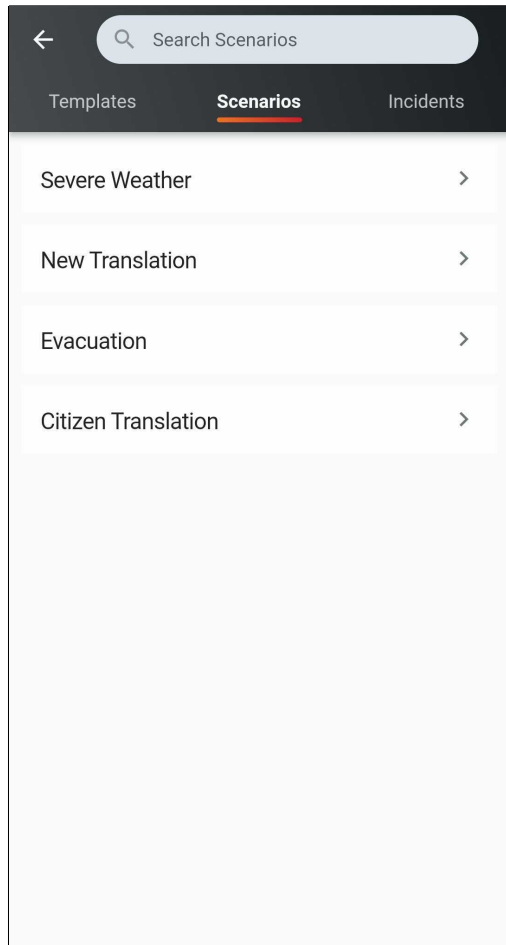 Search Scenarios
Templates Scenarios Incidents
Severe Weather
New Translation
Evacuation
Citizen Translation